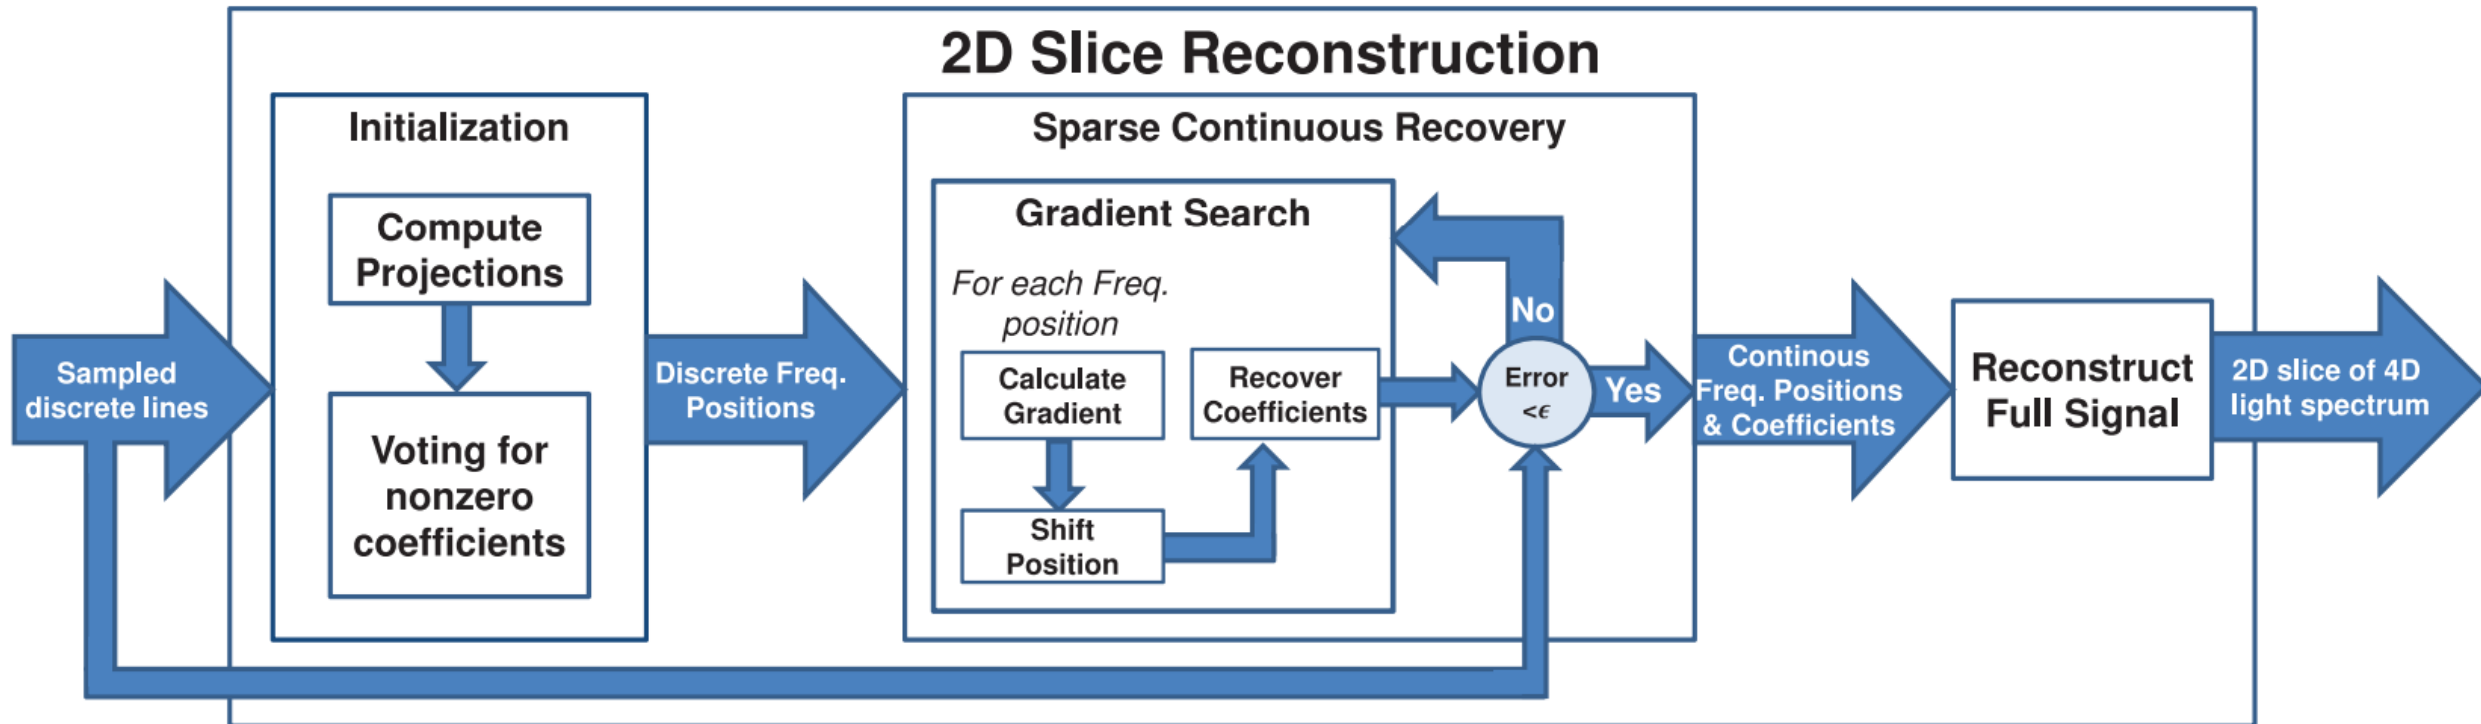 2D Slice Reconstruction
Sampled
discrete lines
Initialization
Compute
Projections
Voting for
nonzero
coefficients
Discrete Freq.
Positions
Sparse Continuous Recovery
Gradient Search
For each Freq.
position
Calculate
Gradient
Shift
Position
Recover
Coefficients
No
Error
<ϵ
Yes
Continous
Freq. Positions
& Coefficients
Reconstruct
Full Signal
2D slice of 4D
light spectrum